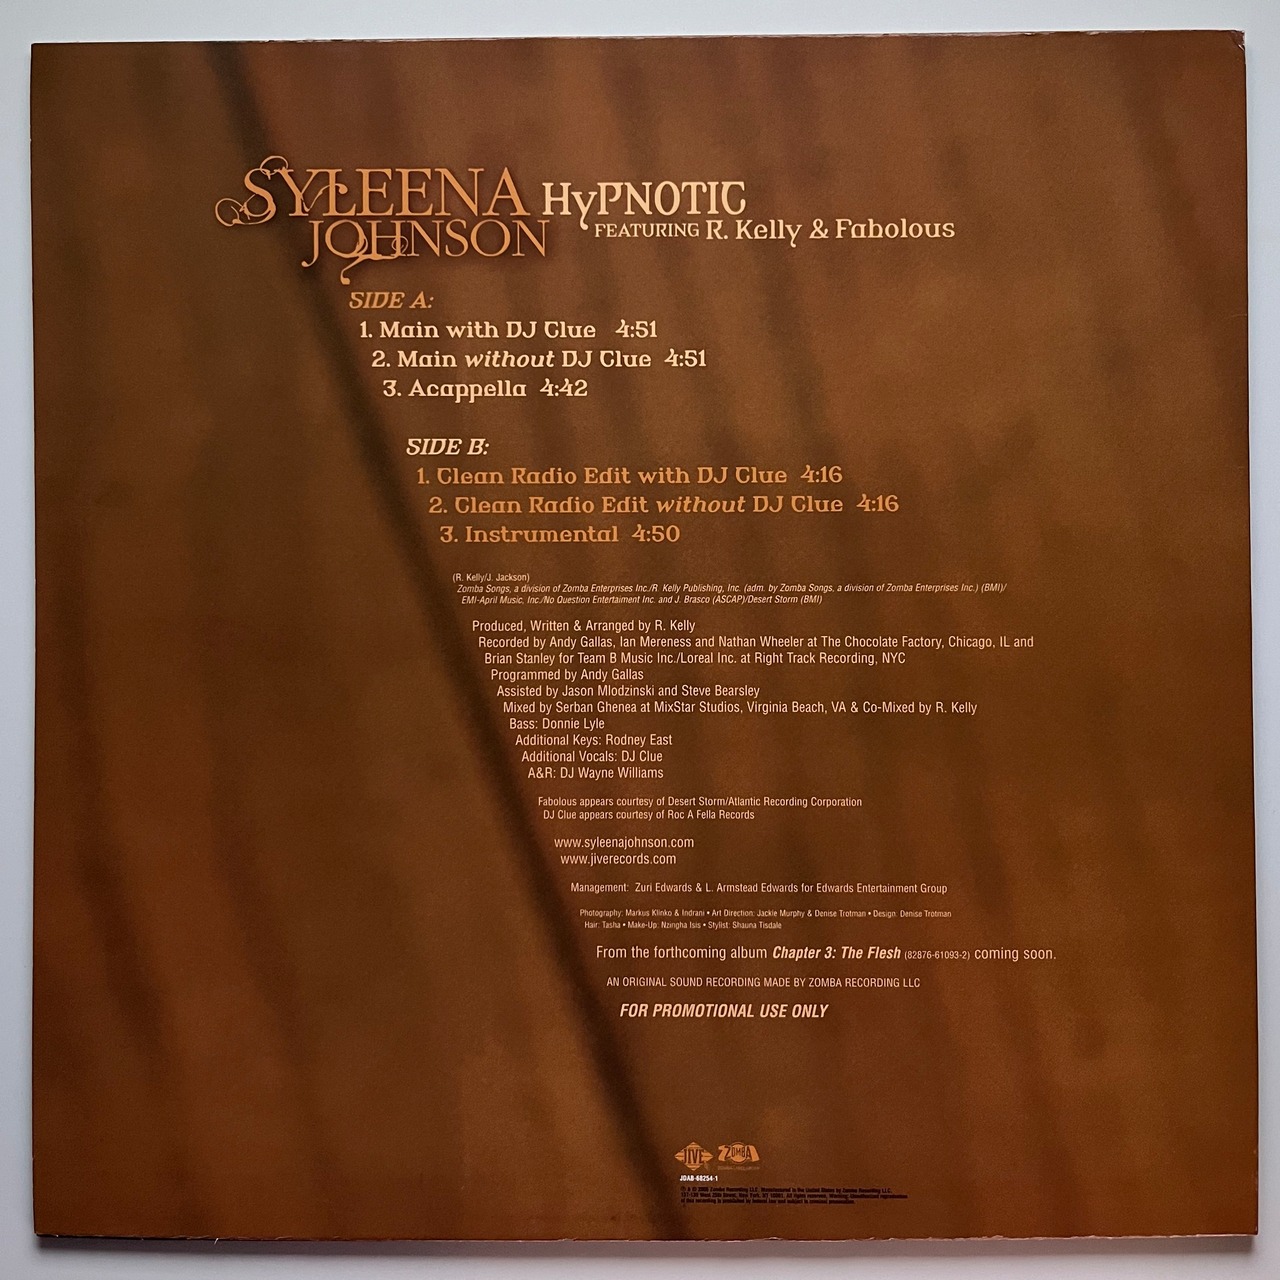 SYLEENA JOHNSON
HyPNOTIC
FEATURING R. Kelly & Fabolous
SIDE A:
1. Main with DJ Clue 4:51
2. Main without DJ Clue 4:51
3. Acappella 4:42
SIDE B:
1. Clean Radio Edit with DJ Clue 4:16
2. Clean Radio Edit without DJ Clue 4:16
3. Instrumental 4:50
(R. Kelly/J. Jackson)
Zomba Songs, a division of Zomba Enterprises Inc./R. Kelly Publishing, Inc. (adm. by Zomba Songs, a division of Zomba Enterprises Inc.) (BMI)/
EMI-April Music, Inc./No Question Entertaiment Inc. and J. Brasco (ASCAP)/Desert Storm (BMI)
Produced, Written & Arranged by R. Kelly
Recorded by Andy Gallas, Ian Mereness and Nathan Wheeler at The Chocolate Factory, Chicago, IL and
Brian Stanley for Team B Music Inc./Loreal Inc. at Right Track Recording, NYC
Programmed by Andy Gallas
Assisted by Jason Mlodzinski and Steve Bearsley
Mixed by Serban Ghenea at MixStar Studios, Virginia Beach, VA & Co-Mixed by R. Kelly
Bass: Donnie Lyle
Additional Keys: Rodney East
Additional Vocals: DJ Clue
A&R: DJ Wayne Williams
Fabolous appears courtesy of Desert Storm/Atlantic Recording Corporation
DJ Clue appears courtesy of Roc A Fella Records
www.syleenajohnson.com
www.jiverecords.com
Management: Zuri Edwards & L. Armstead Edwards for Edwards Entertainment Group
Photography: Markus Klinko & Indrani • Art Direction: Jackie Murphy & Denise Trotman • Design: Denise Trotman
Hair: Tasha • Make-Up: Nzingha Isis • Stylist: Shauna Tisdale
From the forthcoming album Chapter 3: The Flesh (82876-61093-2) coming soon.
AN ORIGINAL SOUND RECORDING MADE BY ZOMBA RECORDING LLC
FOR PROMOTIONAL USE ONLY
JIVE ZOMBA
JDAB-68254-1